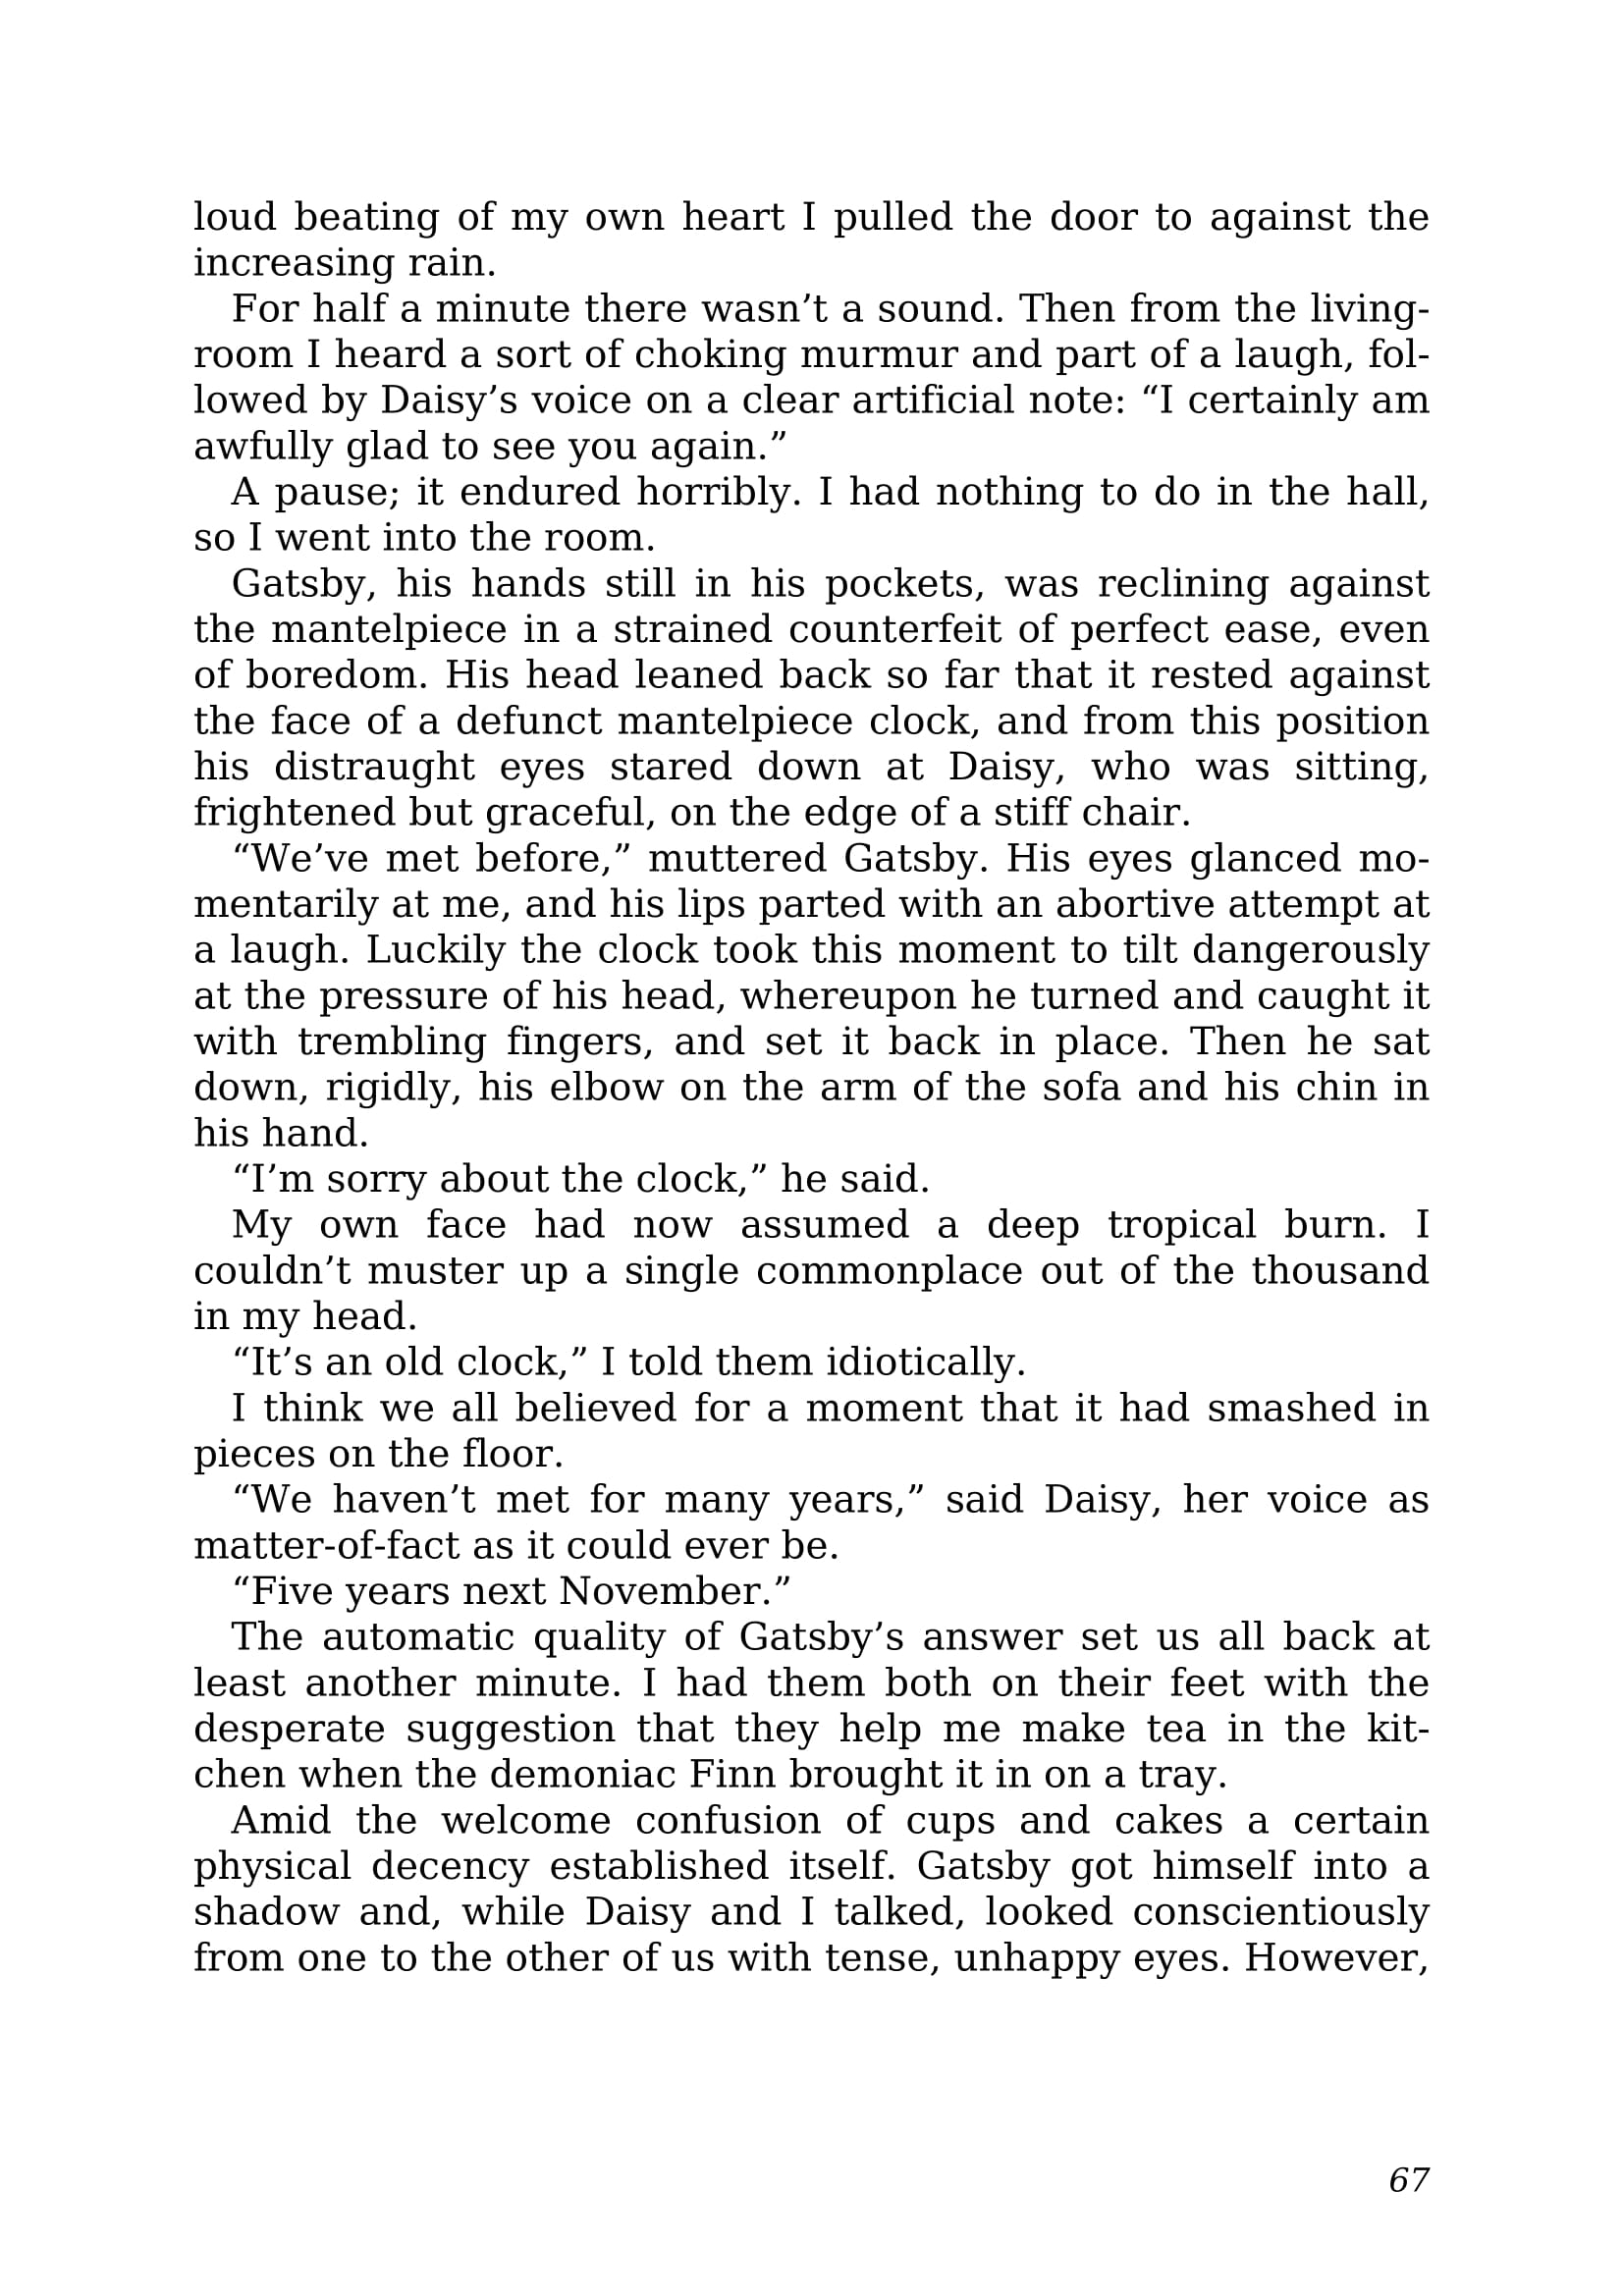 loud beating of my own heart I pulled the door to against the
increasing rain.
For half a minute there wasn’t a sound. Then from the living-
room I heard a sort of choking murmur and part of a laugh, fol-
lowed by Daisy’s voice on a clear artificial note: “I certainly am
awfully glad to see you again.”
A pause; it endured horribly. I had nothing to do in the hall,
so I went into the room.
Gatsby, his hands still in his pockets, was reclining against
the mantelpiece in a strained counterfeit of perfect ease, even
of boredom. His head leaned back so far that it rested against
the face of a defunct mantelpiece clock, and from this position
his distraught eyes stared down at Daisy, who was sitting,
frightened but graceful, on the edge of a stiff chair.
“We’ve met before,” muttered Gatsby. His eyes glanced mo-
mentarily at me, and his lips parted with an abortive attempt at
a laugh. Luckily the clock took this moment to tilt dangerously
at the pressure of his head, whereupon he turned and caught it
with trembling fingers, and set it back in place. Then he sat
down, rigidly, his elbow on the arm of the sofa and his chin in
his hand.
“I’m sorry about the clock,” he said.
My own face had now assumed a deep tropical burn. I
couldn’t muster up a single commonplace out of the thousand
in my head.
“It’s an old clock,” I told them idiotically.
I think we all believed for a moment that it had smashed in
pieces on the floor.
“We haven’t met for many years,” said Daisy, her voice as
matter-of-fact as it could ever be.
“Five years next November.”
The automatic quality of Gatsby’s answer set us all back at
least another minute. I had them both on their feet with the
desperate suggestion that they help me make tea in the kit-
chen when the demoniac Finn brought it in on a tray.
Amid the welcome confusion of cups and cakes a certain
physical decency established itself. Gatsby got himself into a
shadow and, while Daisy and I talked, looked conscientiously
from one to the other of us with tense, unhappy eyes. However,
67